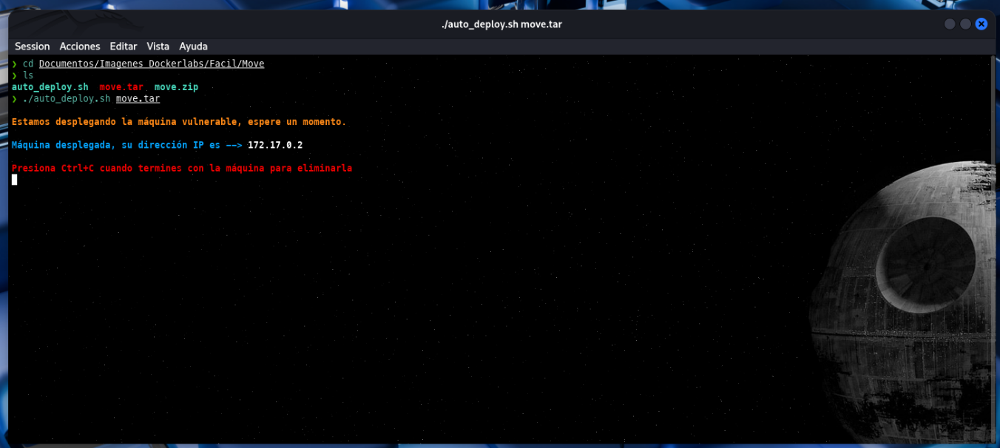 ./auto_deploy.sh move.tar
Session Acciones Editar Vista Ayuda
❯ cd Documentos/Imagenes_Dockerlabs/Facil/Move
❯ ls
auto_deploy.sh move.tar move.zip
❯ ./auto_deploy.sh move.tar
Estamos desplegando la máquina vulnerable, espere un momento.
Máquina desplegada, su dirección IP es --> 172.17.0.2
Presiona Ctrl+C cuando termines con la máquina para eliminarla